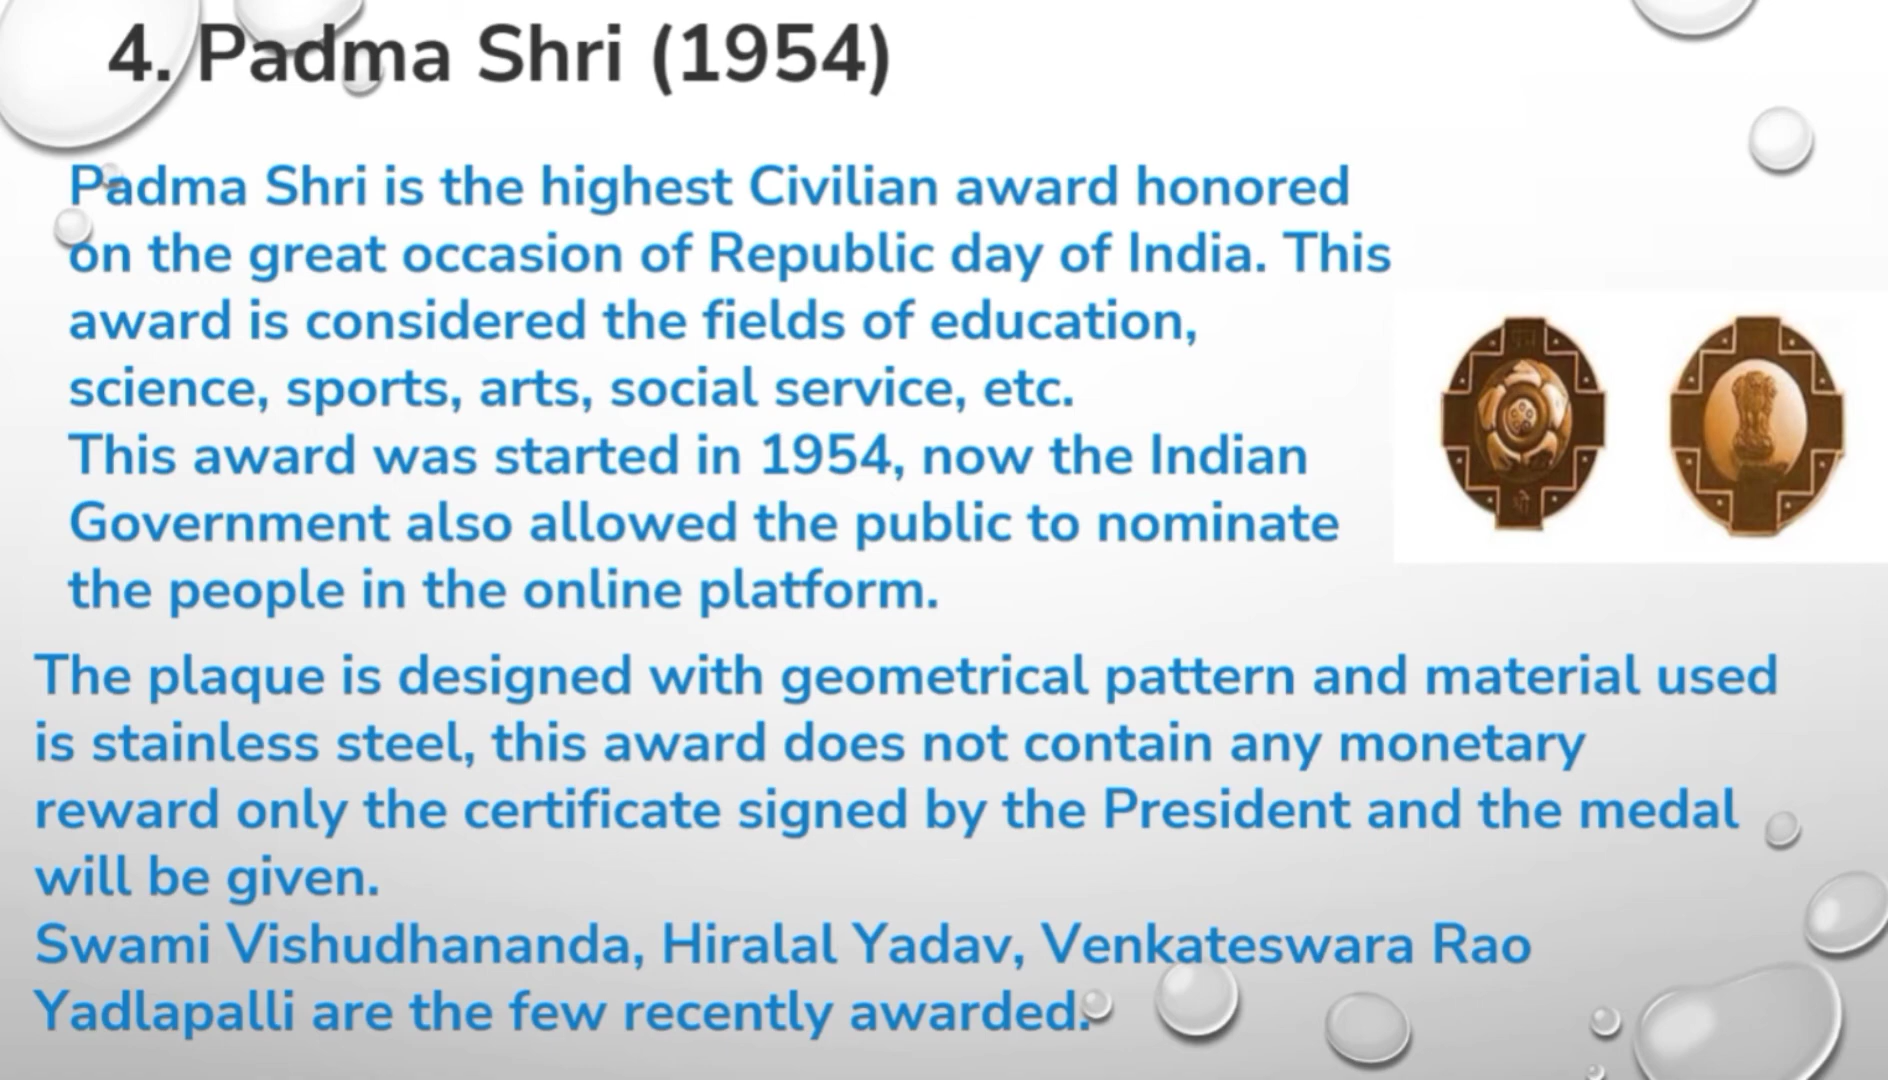 4. Padma Shri (1954)
Padma Shri is the highest Civilian award honored
on the great occasion of Republic day of India. This
award is considered the fields of education,
science, sports, arts, social service, etc.
This award was started in 1954, now the Indian
Government also allowed the public to nominate
the people in the online platform.
The plaque is designed with geometrical pattern and material used
is stainless steel, this award does not contain any monetary
reward only the certificate signed by the President and the medal
will be given.
Swami Vishudhananda, Hiralal Yadav, Venkateswara Rao
Yadlapalli are the few recently awarded.